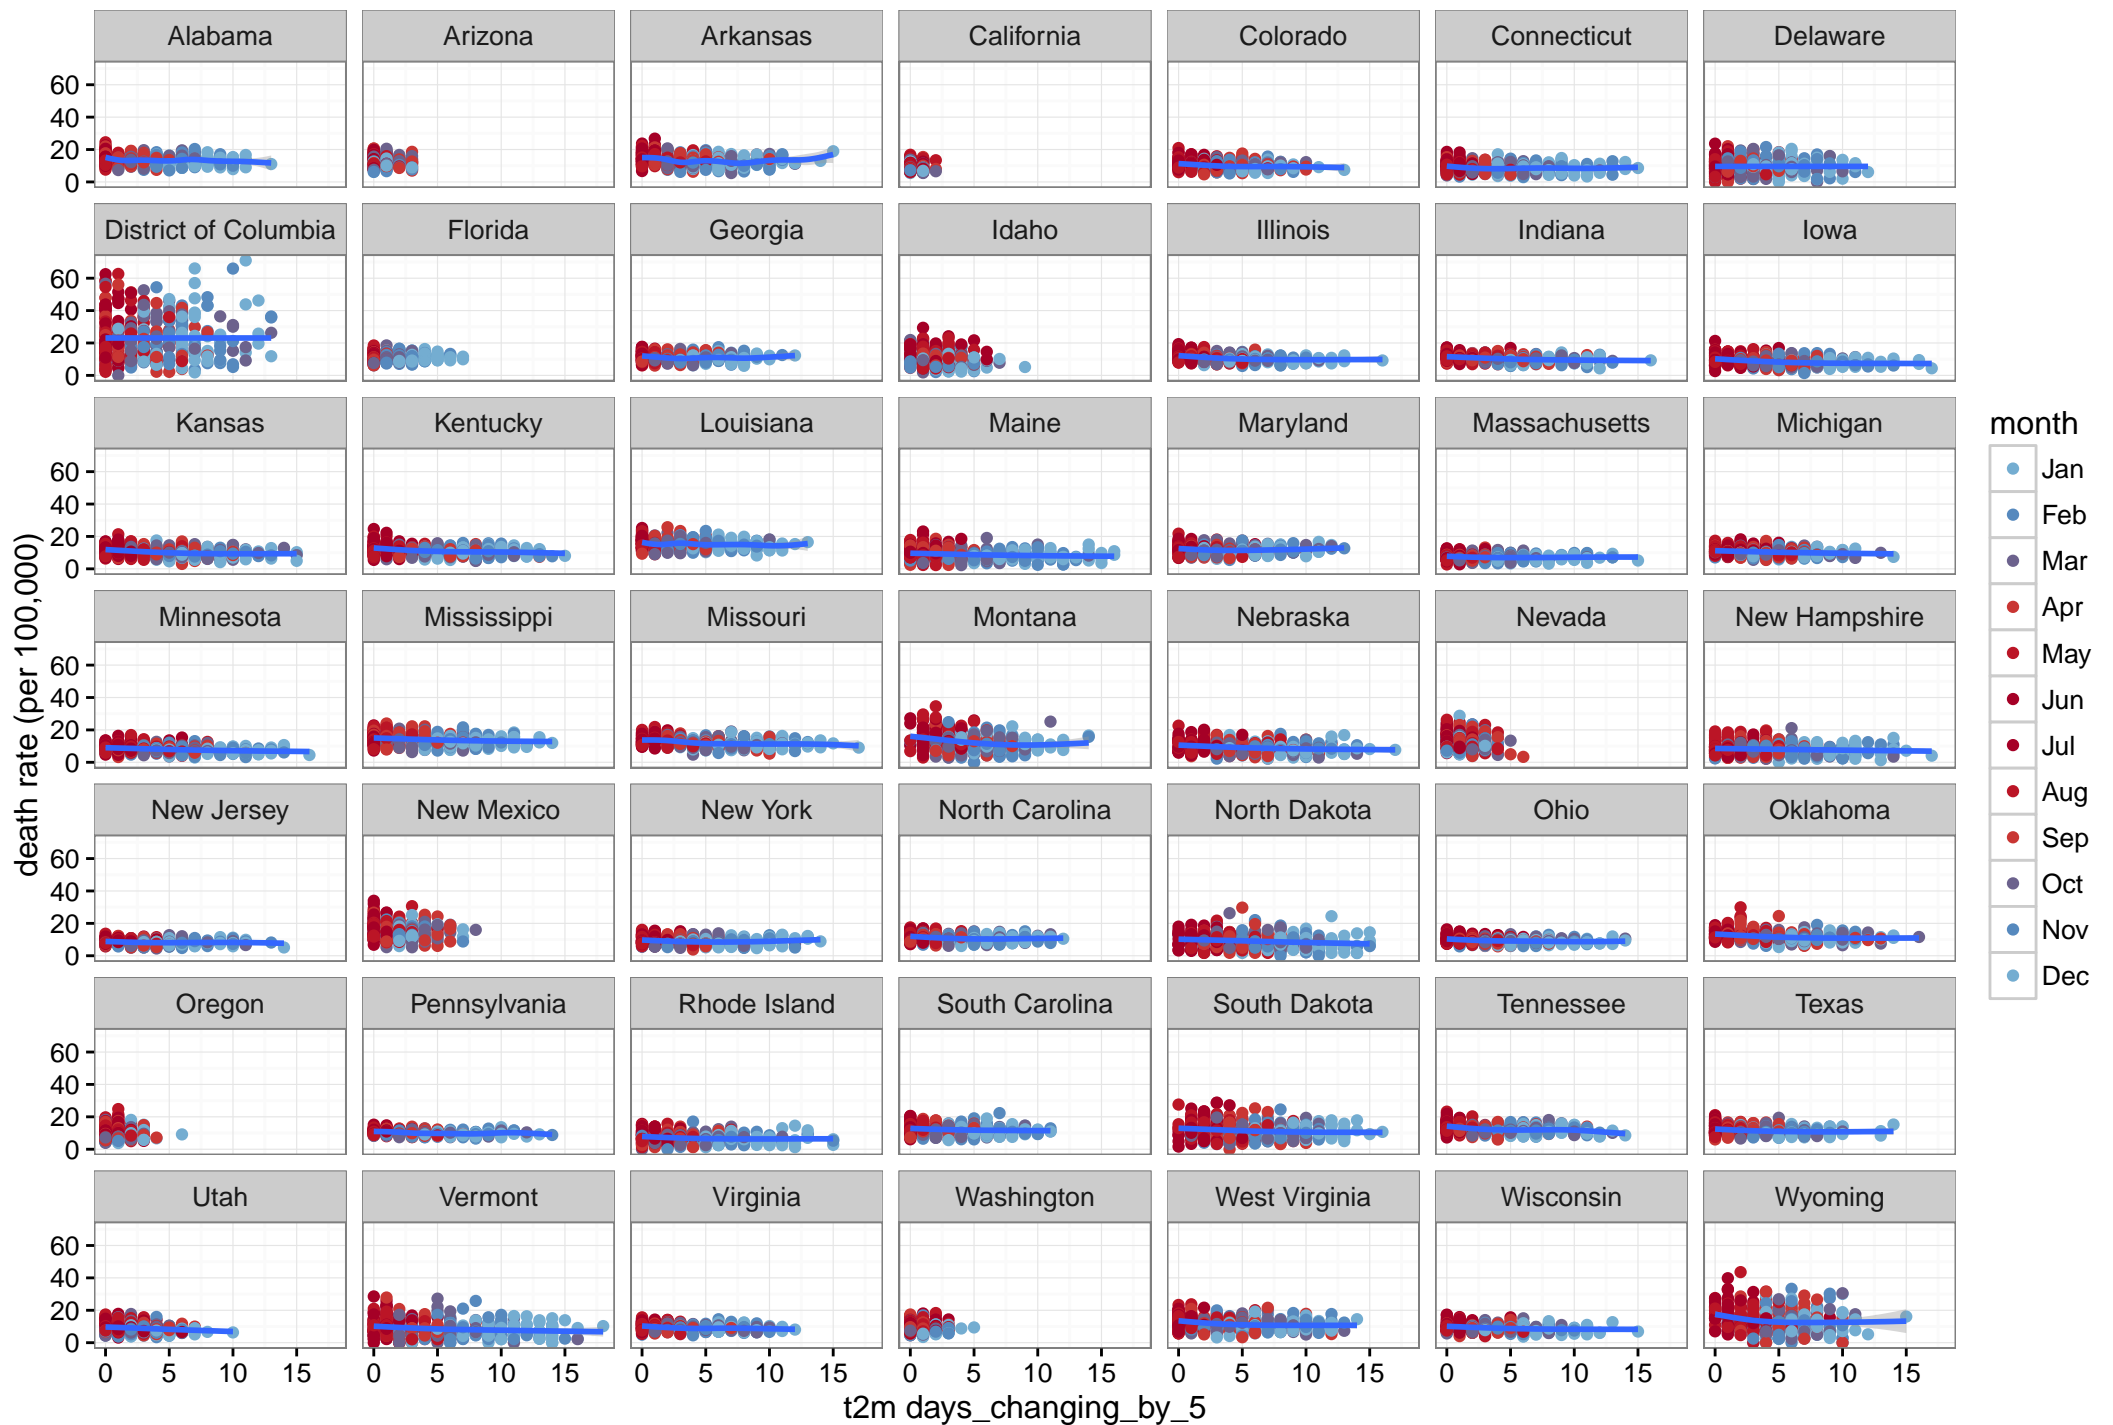 Alabama Arizona Arkansas California Colorado Connecticut Delaware
60
40
20
0
District of Columbia Florida Georgia Idaho Illinois Indiana Iowa
60
40
20
0
Kansas Kentucky Louisiana Maine Maryland Massachusetts Michigan
60
40
20
0
Minnesota Mississippi Missouri Montana Nebraska Nevada New Hampshire
60
40
20
0
New Jersey New Mexico New York North Carolina North Dakota Ohio Oklahoma
60
40
20
0
Oregon Pennsylvania Rhode Island South Carolina South Dakota Tennessee Texas
60
40
20
0
Utah Vermont Virginia Washington West Virginia Wisconsin Wyoming
60
40
20
0
0 5 10 15 0 5 10 15 0 5 10 15 0 5 10 15 0 5 10 15 0 5 10 15 0 5 10 15
t2m days_changing_by_5
death rate (per 100,000)
month
Jan
Feb
Mar
Apr
May
Jun
Jul
Aug
Sep
Oct
Nov
Dec